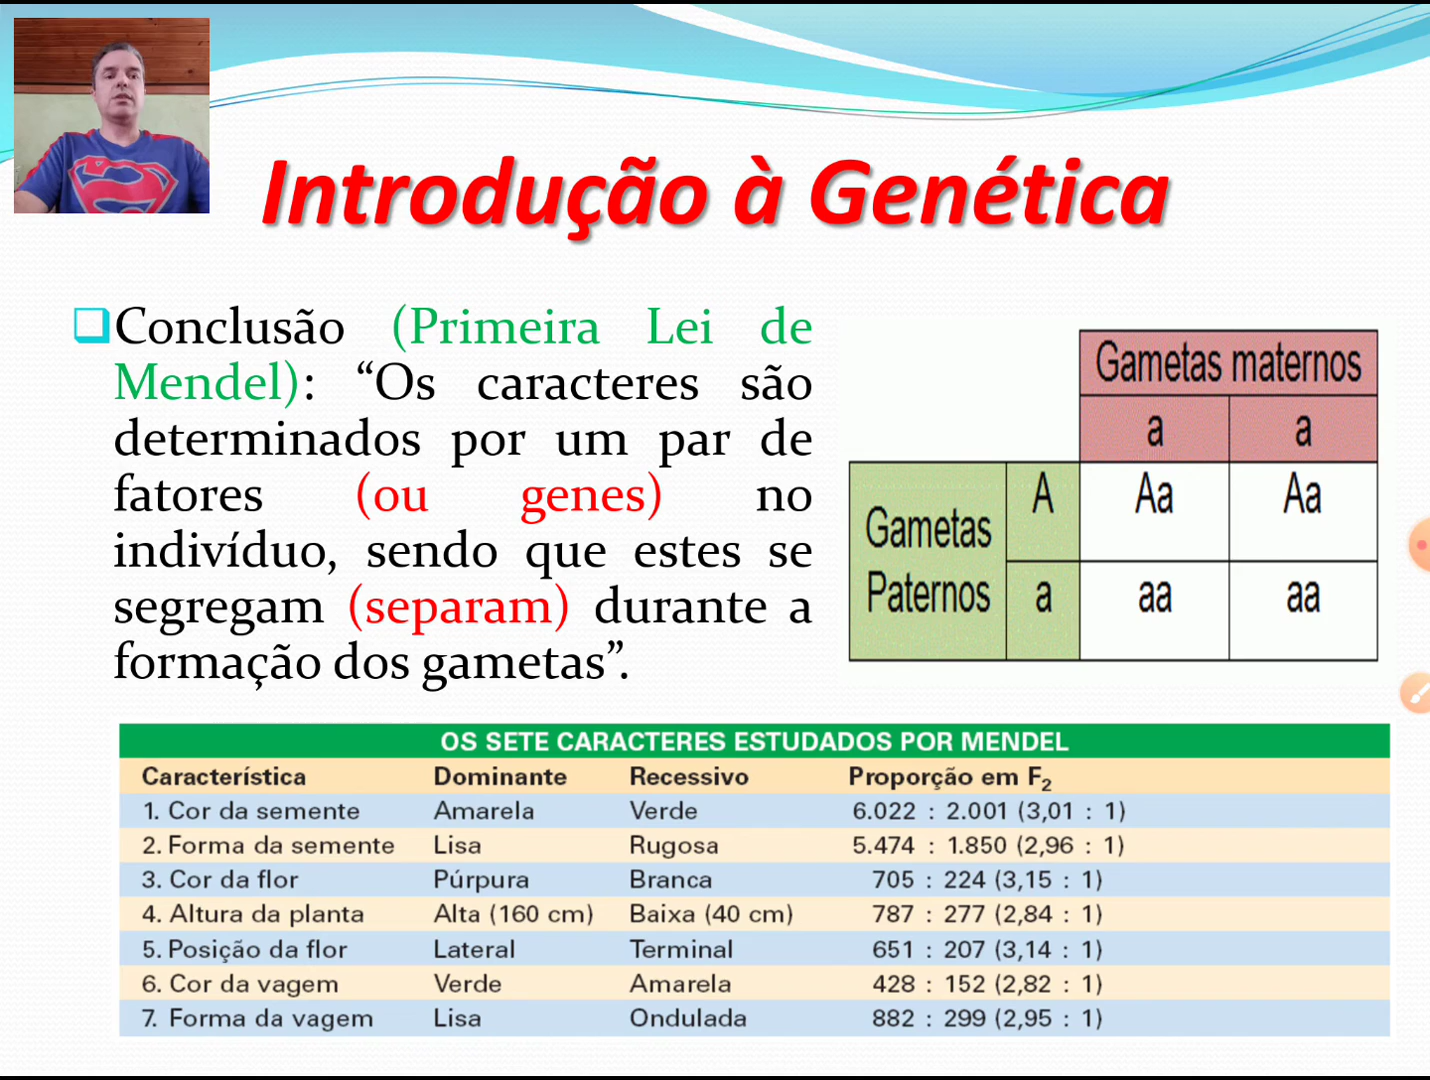 Introdução à Genética
Conclusão (Primeira Lei de
Mendel): “Os caracteres são
determinados por um par de
fatores (ou genes) no
indivíduo, sendo que estes se
segregam (separam) durante a
formação dos gametas”.
Gametas maternos
a a
Gametas Paternos
A Aa Aa
a aa aa
OS SETE CARACTERES ESTUDADOS POR MENDEL
Característica Dominante Recessivo Proporção em F₂
1. Cor da semente Amarela Verde 6.022 : 2.001 (3,01 : 1)
2. Forma da semente Lisa Rugosa 5.474 : 1.850 (2,96 : 1)
3. Cor da flor Púrpura Branca 705 : 224 (3,15 : 1)
4. Altura da planta Alta (160 cm) Baixa (40 cm) 787 : 277 (2,84 : 1)
5. Posição da flor Lateral Terminal 651 : 207 (3,14 : 1)
6. Cor da vagem Verde Amarela 428 : 152 (2,82 : 1)
7. Forma da vagem Lisa Ondulada 882 : 299 (2,95 : 1)